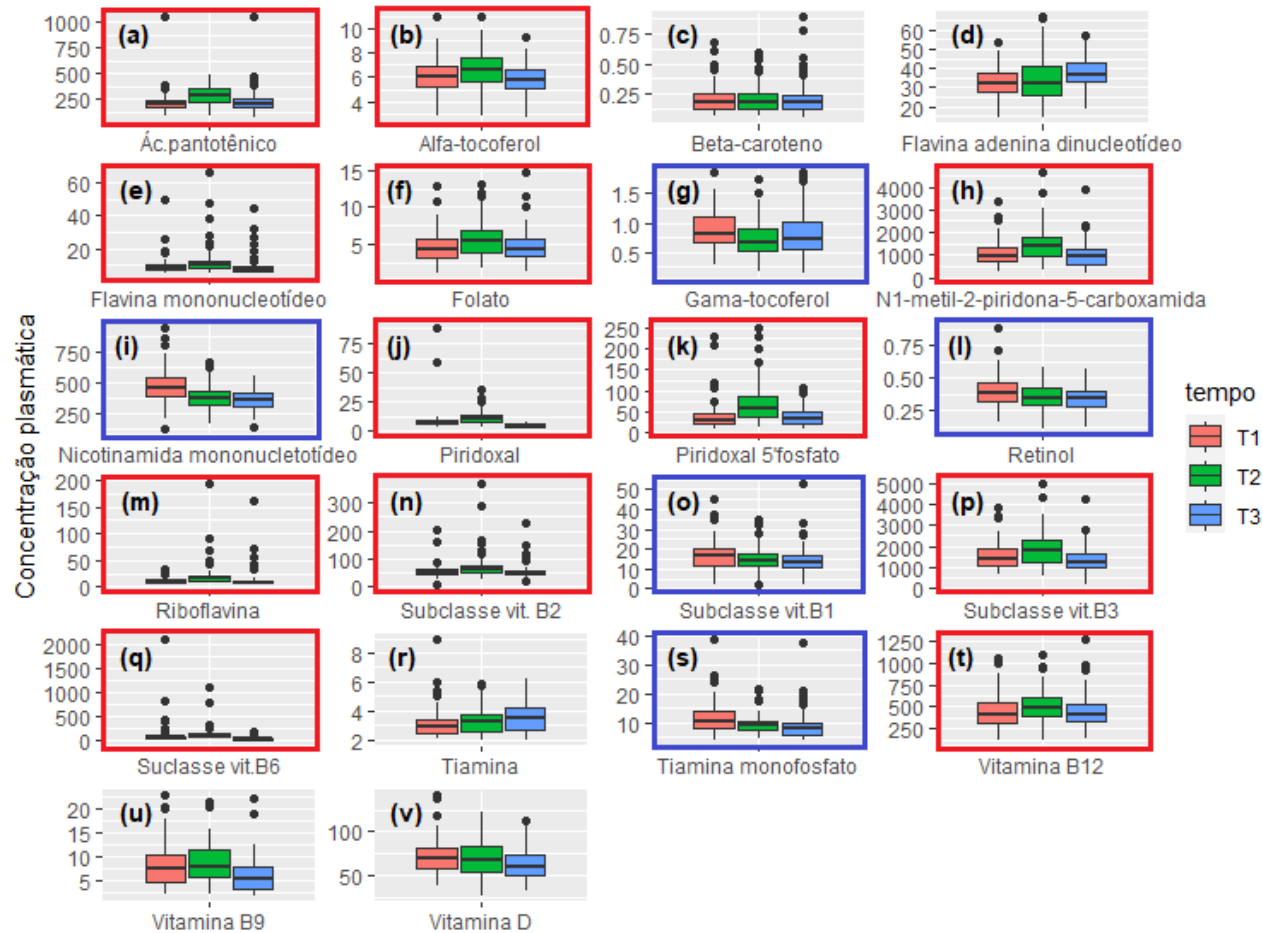 Concentração plasmática
(a)
1000
750
500
250
Ác.pantotênico
(b)
10
8
6
4
Alfa-tocoferol
(c)
0.75
0.50
0.25
Beta-caroteno
(d)
60
50
40
30
20
Flavina adenina dinucleotídeo
(e)
60
40
20
Flavina mononucleotídeo
(f)
15
10
5
Folato
(g)
1.5
1.0
0.5
Gama-tocoferol
(h)
4000
3000
2000
1000
0
N1-metil-2-piridona-5-carboxamida
(i)
750
500
250
Nicotinamida mononucletotídeo
(j)
75
50
25
0
Piridoxal
(k)
250
200
150
100
50
0
Piridoxal 5'fosfato
(l)
0.75
0.50
0.25
Retinol
(m)
200
150
100
50
0
Riboflavina
(n)
300
200
100
0
Subclasse vit. B2
(o)
50
40
30
20
10
0
Subclasse vit.B1
(p)
5000
4000
3000
2000
1000
0
Subclasse vit.B3
(q)
2000
1500
1000
500
0
Suclasse vit.B6
(r)
8
6
4
2
Tiamina
(s)
40
30
20
10
Tiamina monofosfato
(t)
1250
1000
750
500
250
Vitamina B12
(u)
20
15
10
5
Vitamina B9
(v)
100
50
Vitamina D
tempo
T1
T2
T3